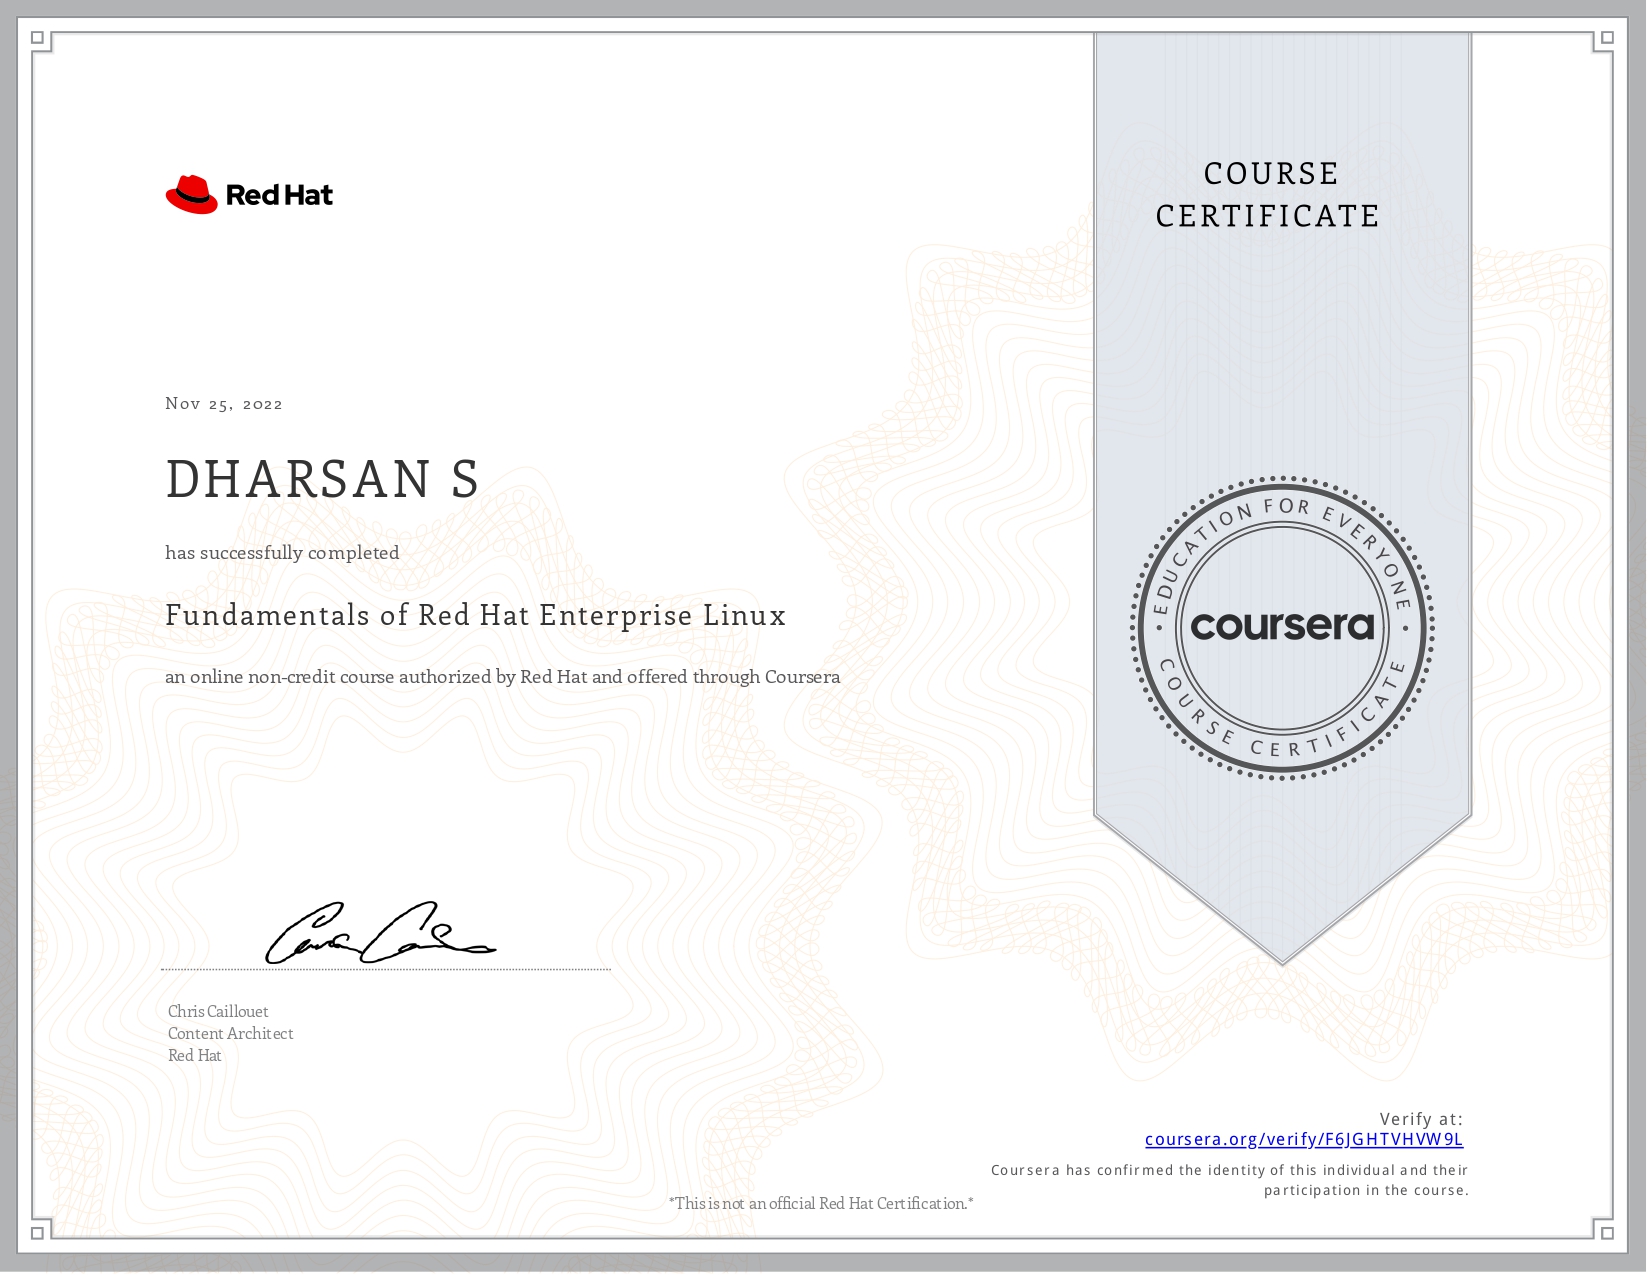 Red Hat
COURSE
CERTIFICATE
Nov 25, 2022
DHARSAN S
has successfully completed
Fundamentals of Red Hat Enterprise Linux
an online non-credit course authorized by Red Hat and offered through Coursera
EDUCATION FOR EVERYONE
coursera
COURSE CERTIFICATE
Chris Caillouet
Content Architect
Red Hat
Verify at:
coursera.org/verify/F6JGHTVHVW9L
Coursera has confirmed the identity of this individual and their
participation in the course.
*This is not an official Red Hat Certification.*